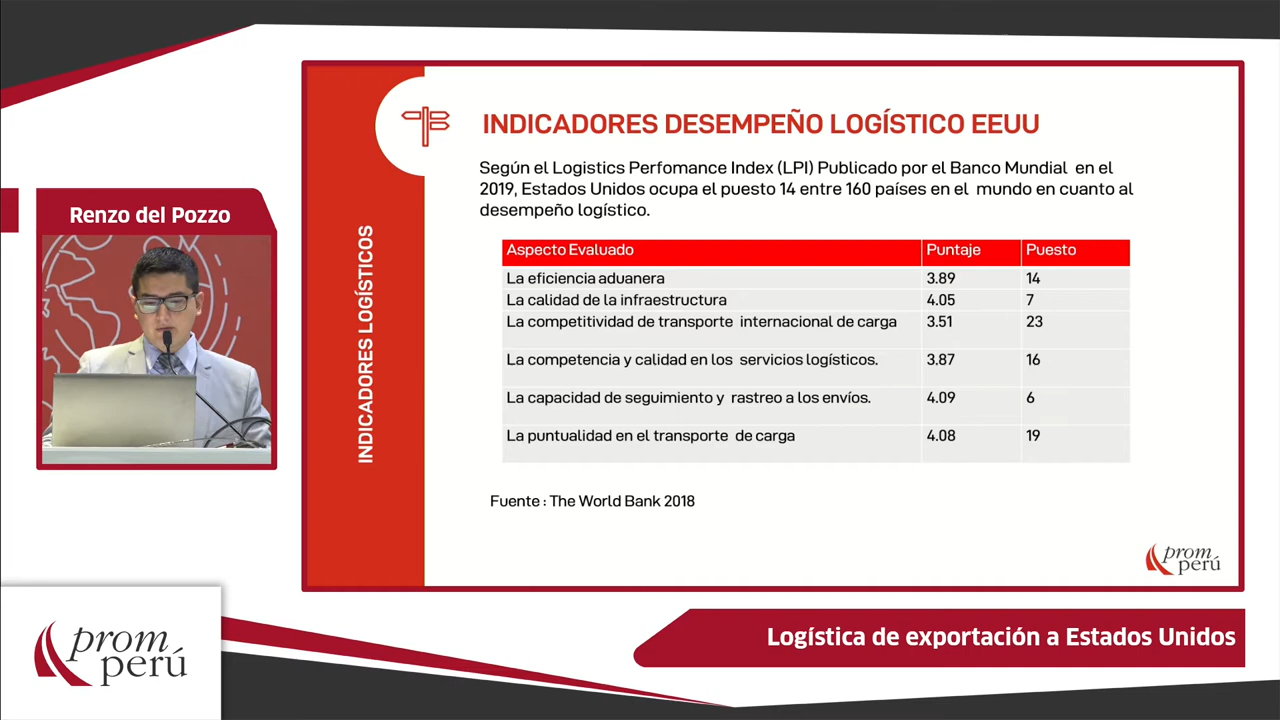 INDICADORES DESEMPEÑO LOGÍSTICO EEUU
Según el Logistics Perfomance Index (LPI) Publicado por el Banco Mundial en el
2019, Estados Unidos ocupa el puesto 14 entre 160 países en el mundo en cuanto al
desempeño logístico.
Renzo del Pozzo
INDICADORES LOGÍSTICOS
Aspecto Evaluado Puntaje Puesto
La eficiencia aduanera 3.89 14
La calidad de la infraestructura 4.05 7
La competitividad de transporte internacional de carga 3.51 23
La competencia y calidad en los servicios logísticos. 3.87 16
La capacidad de seguimiento y rastreo a los envíos. 4.09 6
La puntualidad en el transporte de carga 4.08 19
Fuente : The World Bank 2018
prom
perú
Logística de exportación a Estados Unidos
prom
perú